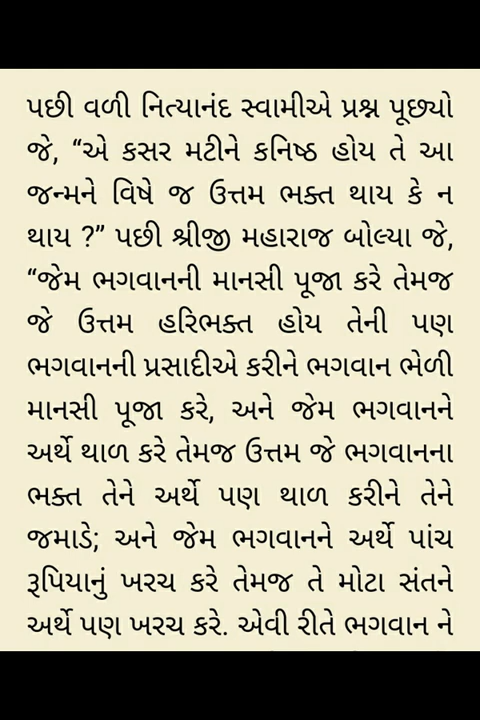 પછી વળી નિત્યાનંદ સ્વામીએ પ્રશ્ન પૂછ્યો
જે, “એ કસર મટીને કનિષ્ઠ હોય તે આ
જન્મને વિષે જ ઉત્તમ ભક્ત થાય કે ન
થાય ?” પછી શ્રીજી મહારાજ બોલ્યા જે,
“જેમ ભગવાનની માનસી પૂજા કરે તેમજ
જે ઉત્તમ હરિભક્ત હોય તેની પણ
ભગવાનની પ્રસાદીએ કરીને ભગવાન ભેળી
માનસી પૂજા કરે, અને જેમ ભગવાનને
અર્થે થાળ કરે તેમજ ઉત્તમ જે ભગવાનના
ભક્ત તેને અર્થે પણ થાળ કરીને તેને
જમાડે; અને જેમ ભગવાનને અર્થે પાંચ
રૂપિયાનું ખરચ કરે તેમજ તે મોટા સંતને
અર્થે પણ ખરચ કરે. એવી રીતે ભગવાન ને